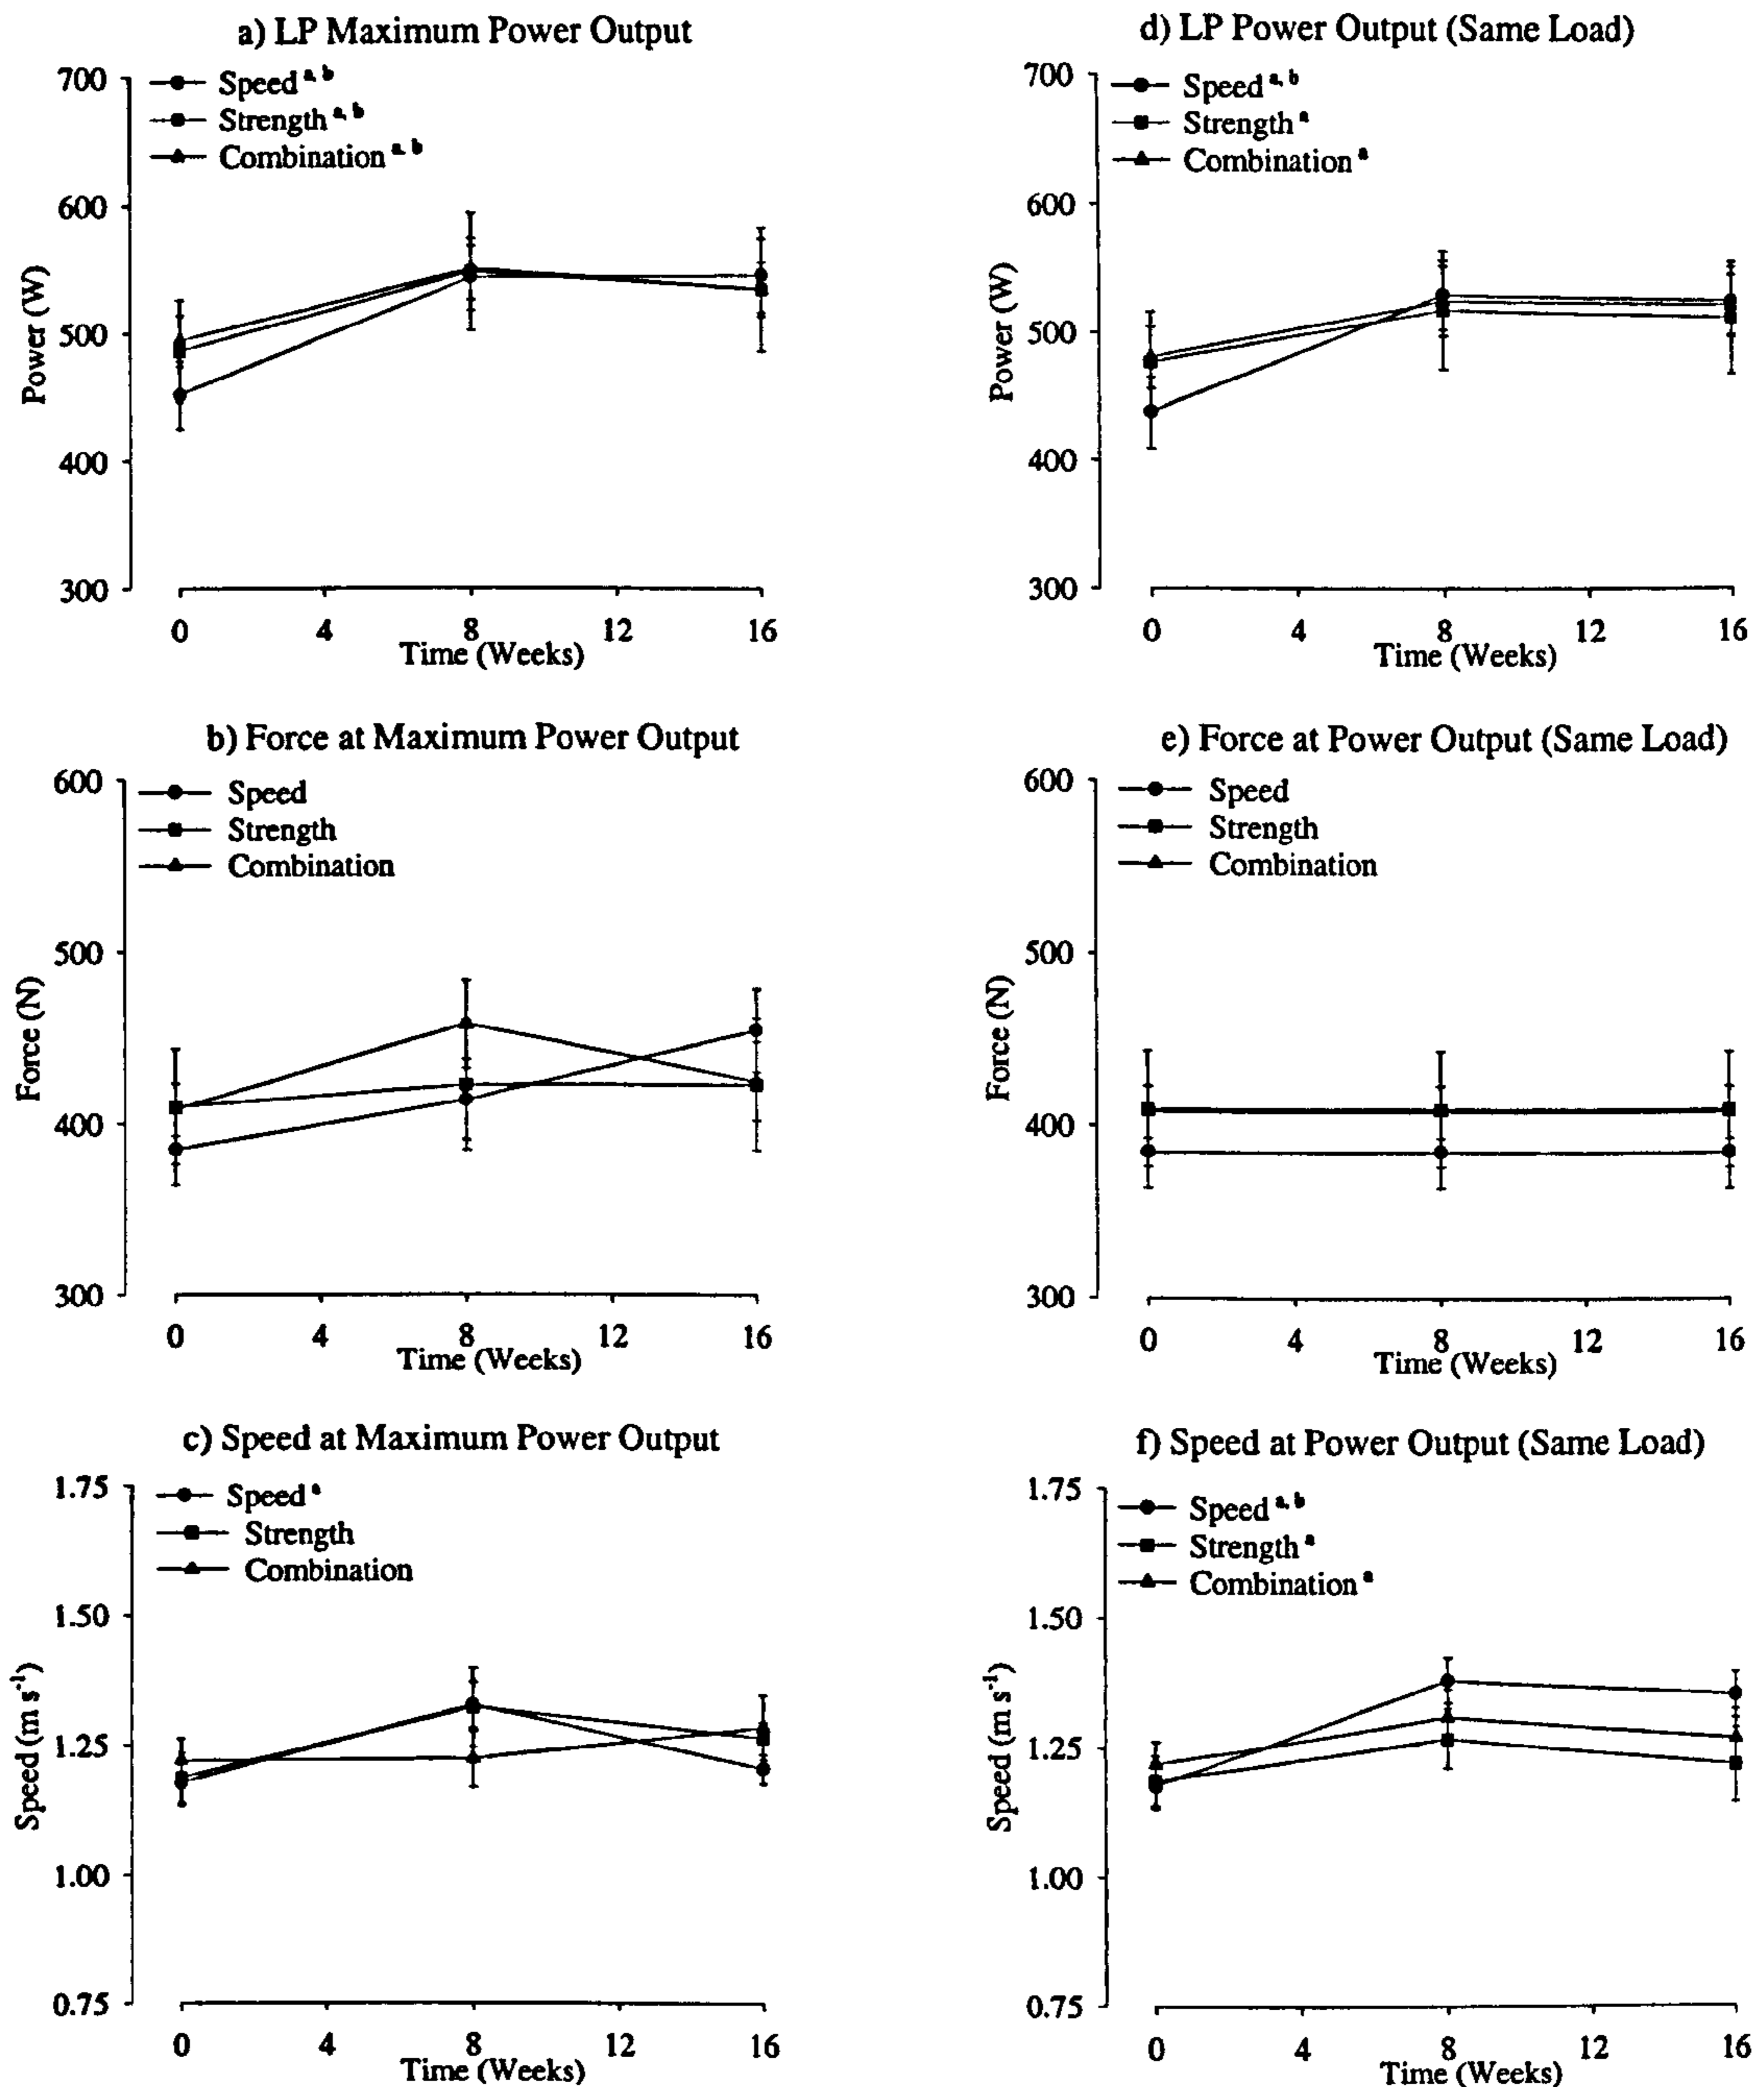 a) LP Maximum Power Output
Speed a, b
Strength a, b
Combination a, b
700
600
500
400
300
Power (W)
0 4 8 12 16
Time (Weeks)
d) LP Power Output (Same Load)
Speed a, b
Strength a
Combination a
700
600
500
400
300
Power (W)
0 4 8 12 16
Time (Weeks)
b) Force at Maximum Power Output
Speed
Strength
Combination
600
500
400
300
Force (N)
0 4 8 12 16
Time (Weeks)
e) Force at Power Output (Same Load)
Speed
Strength
Combination
600
500
400
300
Force (N)
0 4 8 12 16
Time (Weeks)
c) Speed at Maximum Power Output
Speed a
Strength
Combination
1.75
1.50
1.25
1.00
0.75
Speed (m s⁻¹)
0 4 8 12 16
Time (Weeks)
f) Speed at Power Output (Same Load)
Speed a, b
Strength a
Combination a
1.75
1.50
1.25
1.00
0.75
Speed (m s⁻¹)
0 4 8 12 16
Time (Weeks)